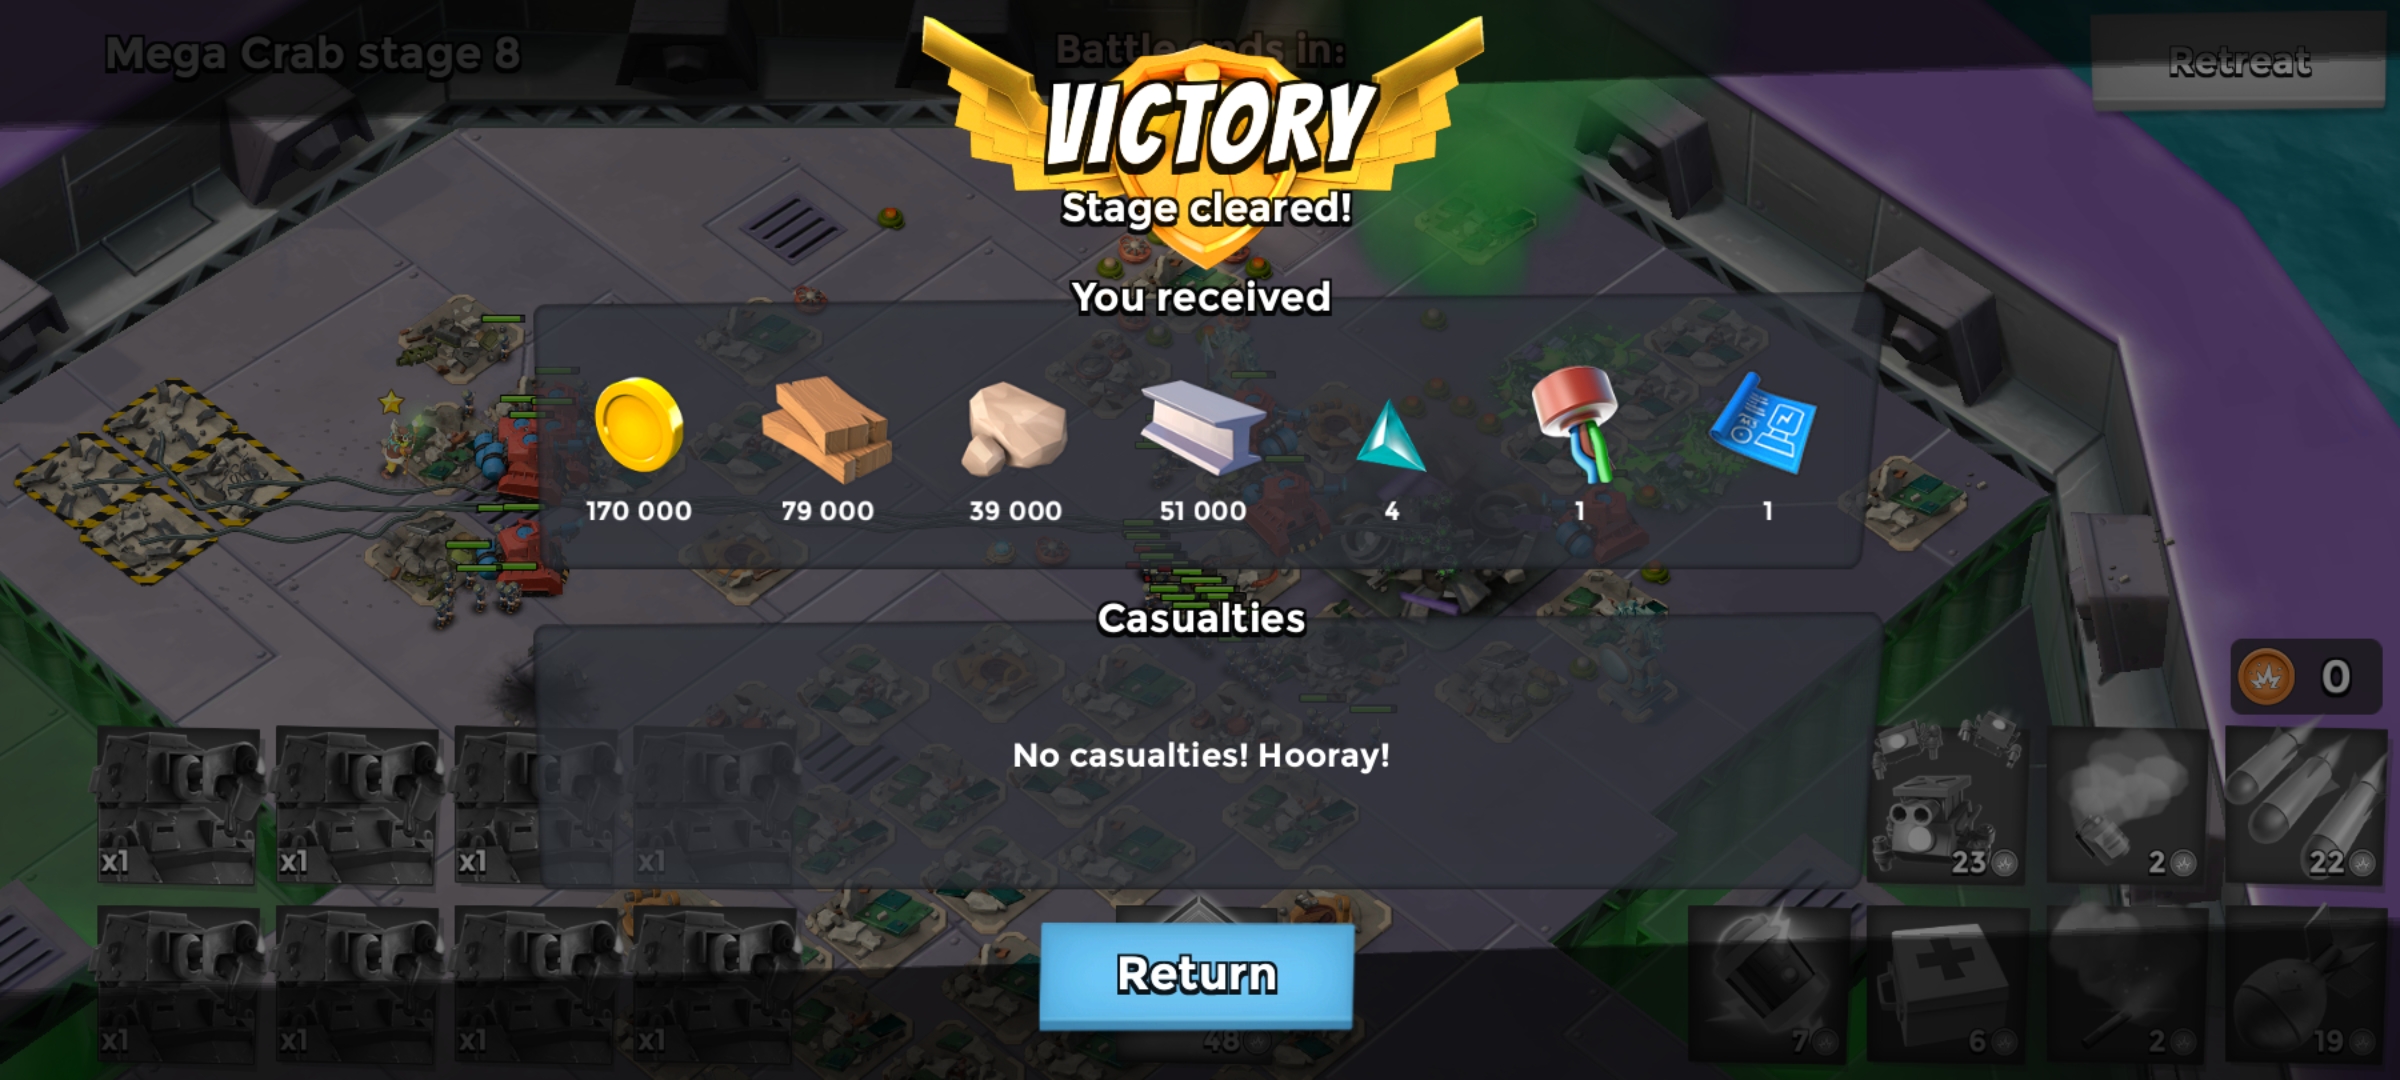 Mega Crab stage 8
Battle ends in:
Retreat
VICTORY
Stage cleared!
You received
170 000
79 000
39 000
51 000
4
1
1
Casualties
No casualties! Hooray!
0
x1
x1
x1
x1
23
2
22
x1
x1
x1
x1
Return
48
7
6
2
19